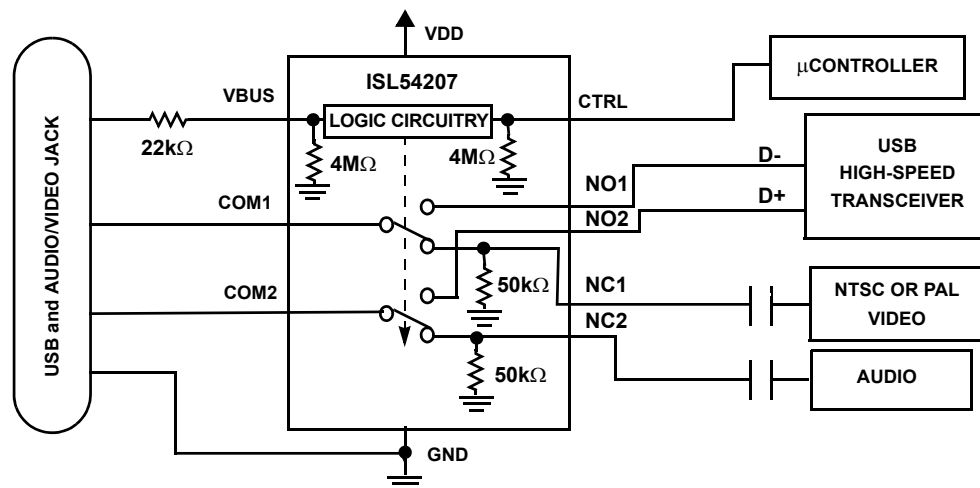 VDD
ISL54207
VBUS
CTRL
μCONTROLLER
LOGIC CIRCUITRY
22kΩ
4MΩ
4MΩ
USB
HIGH-SPEED
TRANSCEIVER
D-
D+
NO1
NO2
COM1
COM2
50kΩ
NC1
NC2
NTSC OR PAL
VIDEO
50kΩ
AUDIO
GND
USB and AUDIO/VIDEO JACK